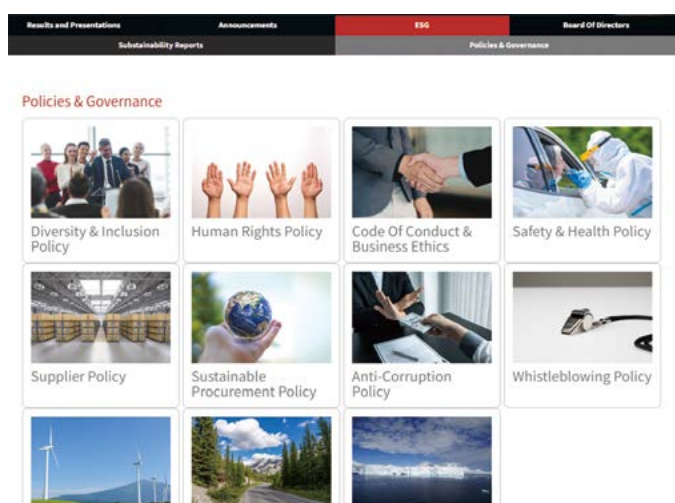 Results and Presentations
Announcements
ESG
Board Of Directors
Substainability Reports
Policies & Governance
Policies & Governance
Diversity & Inclusion
Policy
Human Rights Policy
Code Of Conduct &
Business Ethics
Safety & Health Policy
Supplier Policy
Sustainable
Procurement Policy
Anti-Corruption
Policy
Whistleblowing Policy